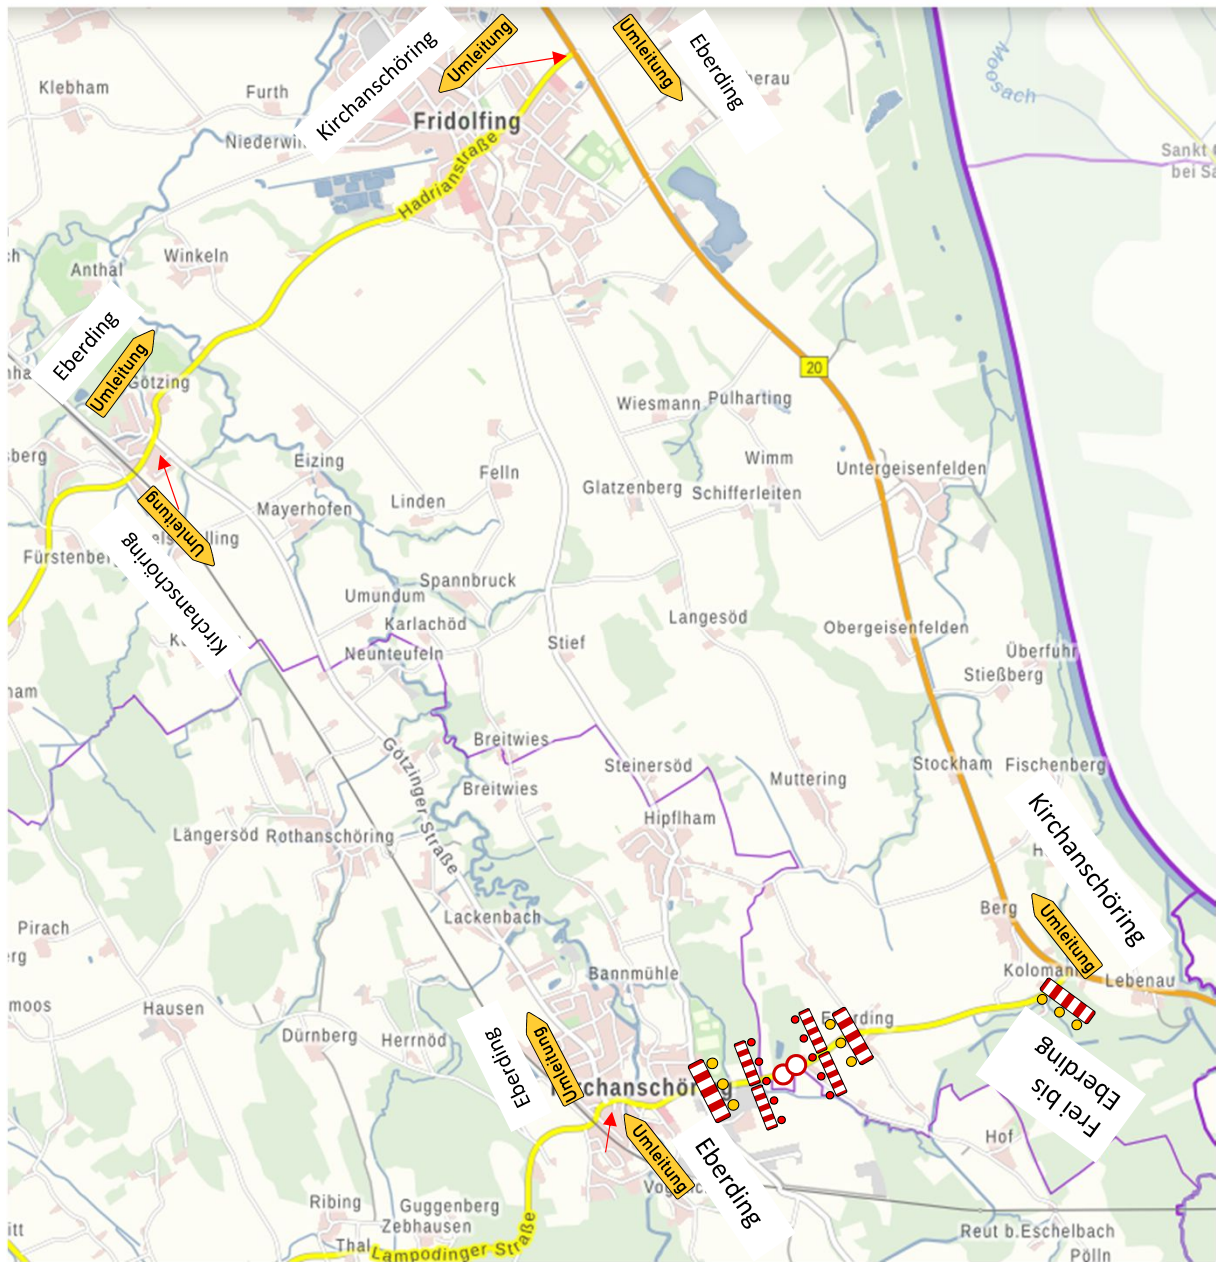 Kirchanschöring
Umleitung
Umleitung
Eberding
Moosach
Klebham
Furth
Fridolfing
Sankt
bei Sa
Hadrianstraße
Winkeln
Anthal
Eberding
Umleitung
Götzing
20
Wiesmann
Pulharting
Eizing
Felln
Wimm
Untergeisenfelden
Glatzenberg
Schifferleiten
Linden
Mayerhofen
Umleitung
Kirchanschöring
Spannbruck
Umundum
Karlachöd
Langesöd
Obergeisenfelden
Neunteufeln
Stief
Überfuhr
Stießberg
Götzinger Straße
Breitwies
Steinersöd
Muttering
Stockham
Fischenberg
Breitwies
Hipflham
Kirchanschöring
Längersöd
Rothanschöring
Lackenbach
Berg
Umleitung
Pirach
Bannmühle
Lebenau
Hausen
Dürnberg
Herrnöd
Eberding
Umleitung
Frei bis
Eberding
Umleitung
Eberding
Hof
Ribing
Guggenberg
Zebhausen
Thal
Lampodinger Straße
Reut b.Eschelbach
Pölln